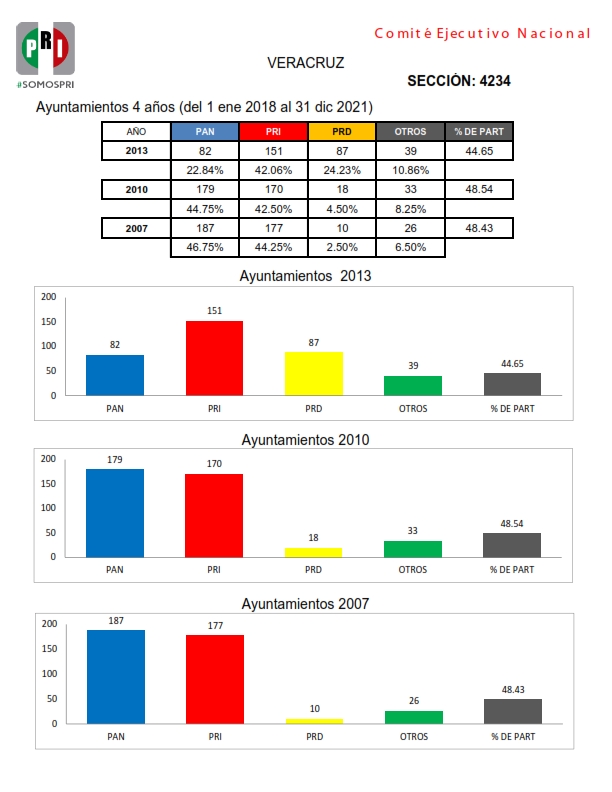 Comité Ejecutivo Nacional
PRI
#SOMOSPRI
VERACRUZ
SECCIÓN: 4234
Ayuntamientos 4 años (del 1 ene 2018 al 31 dic 2021)
AÑO PAN PRI PRD OTROS % DE PART
2013 82 151 87 39 44.65
22.84% 42.06% 24.23% 10.86%
2010 179 170 18 33 48.54
44.75% 42.50% 4.50% 8.25%
2007 187 177 10 26 48.43
46.75% 44.25% 2.50% 6.50%
Ayuntamientos 2013
200
150
100
50
0
82 151 87 39 44.65
PAN PRI PRD OTROS % DE PART
Ayuntamientos 2010
200
150
100
50
0
179 170 18 33 48.54
PAN PRI PRD OTROS % DE PART
Ayuntamientos 2007
200
150
100
50
0
187 177 10 26 48.43
PAN PRI PRD OTROS % DE PART